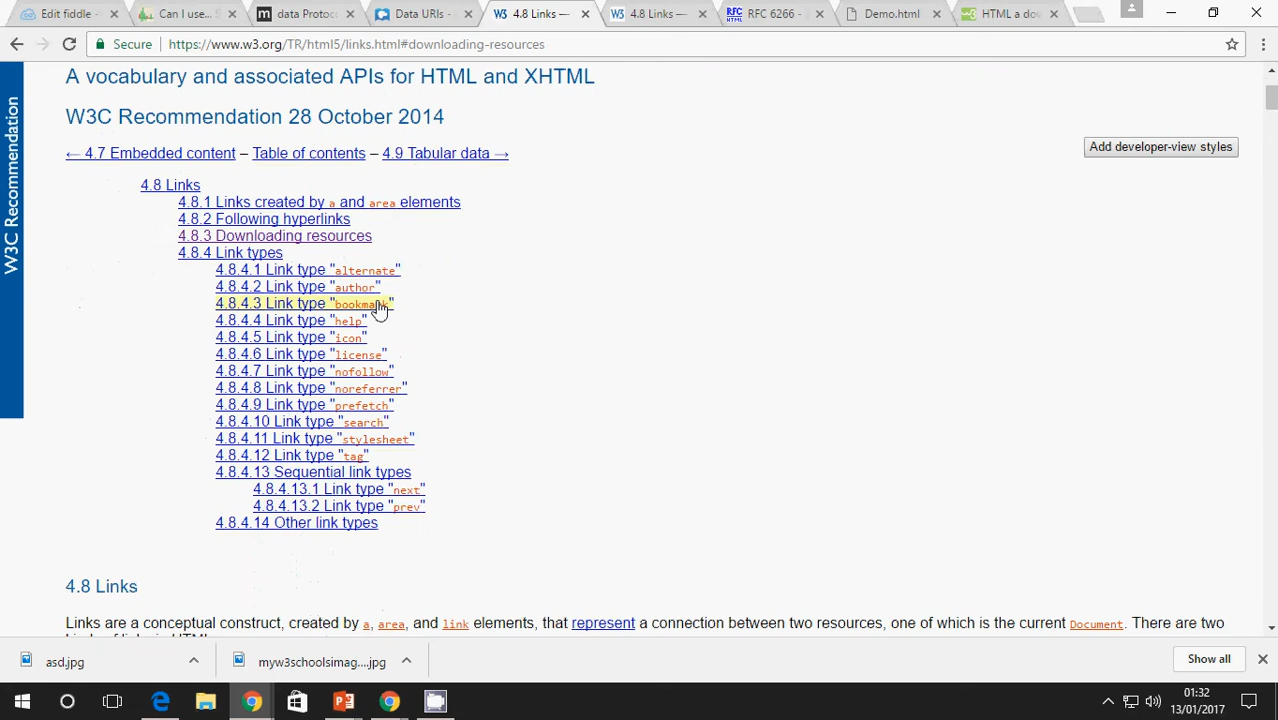 Edit fiddle
Can I use...
data Protoc
Data URIs –
4.8 Links —
4.8 Links —
RFC 6266 -
Demo.html
HTML a do
Secure
https://www.w3.org/TR/html5/links.html#downloading-resources
W3C Recommendation
A vocabulary and associated APIs for HTML and XHTML
W3C Recommendation 28 October 2014
← 4.7 Embedded content – Table of contents – 4.9 Tabular data →
Add developer-view styles
4.8 Links
4.8.1 Links created by a and area elements
4.8.2 Following hyperlinks
4.8.3 Downloading resources
4.8.4 Link types
4.8.4.1 Link type "alternate"
4.8.4.2 Link type "author"
4.8.4.3 Link type "bookmark"
4.8.4.4 Link type "help"
4.8.4.5 Link type "icon"
4.8.4.6 Link type "license"
4.8.4.7 Link type "nofollow"
4.8.4.8 Link type "noreferrer"
4.8.4.9 Link type "prefetch"
4.8.4.10 Link type "search"
4.8.4.11 Link type "stylesheet"
4.8.4.12 Link type "tag"
4.8.4.13 Sequential link types
4.8.4.13.1 Link type "next"
4.8.4.13.2 Link type "prev"
4.8.4.14 Other link types
4.8 Links
Links are a conceptual construct, created by a, area, and link elements, that represent a connection between two resources, one of which is the current Document. There are two
asd.jpg
myw3schoolsimag....jpg
Show all
01:32
13/01/2017